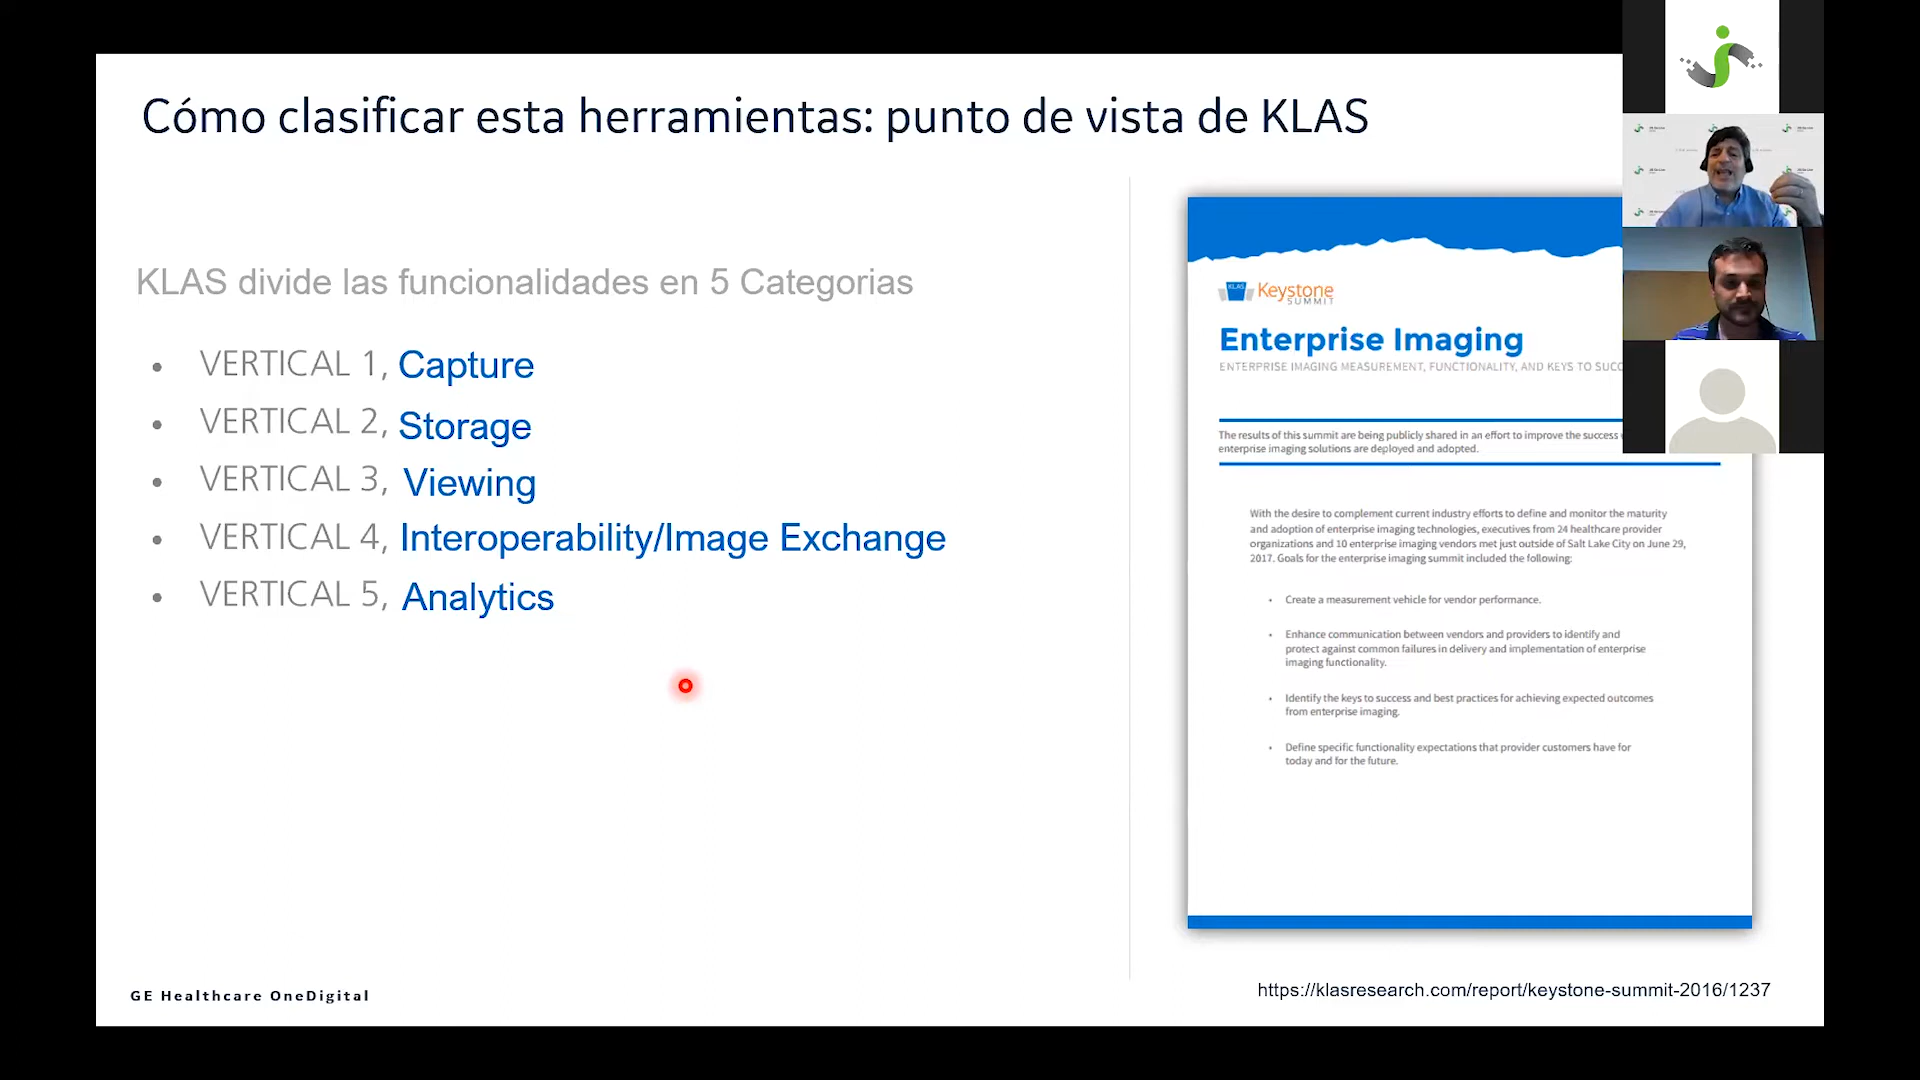 Cómo clasificar esta herramientas: punto de vista de KLAS
KLAS divide las funcionalidades en 5 Categorias
• VERTICAL 1, Capture
• VERTICAL 2, Storage
• VERTICAL 3, Viewing
• VERTICAL 4, Interoperability/Image Exchange
• VERTICAL 5, Analytics
GE Healthcare OneDigital
KLAS Keystone
SUMMIT
Enterprise Imaging
ENTERPRISE IMAGING MEASUREMENT, FUNCTIONALITY, AND KEYS TO SUCC
The results of this summit are being publicly shared in an effort to improve the success
enterprise imaging solutions are deployed and adopted.
With the desire to complement current industry efforts to define and monitor the maturity
and adoption of enterprise imaging technologies, executives from 24 healthcare provider
organizations and 10 enterprise imaging vendors met just outside of Salt Lake City on June 29,
2017. Goals for the enterprise imaging summit included the following:
• Create a measurement vehicle for vendor performance.
• Enhance communication between vendors and providers to identify and
protect against common failures in delivery and implementation of enterprise
imaging functionality.
• Identify the keys to success and best practices for achieving expected outcomes
from enterprise imaging.
• Define specific functionality expectations that provider customers have for
today and for the future.
https://klasresearch.com/report/keystone-summit-2016/1237